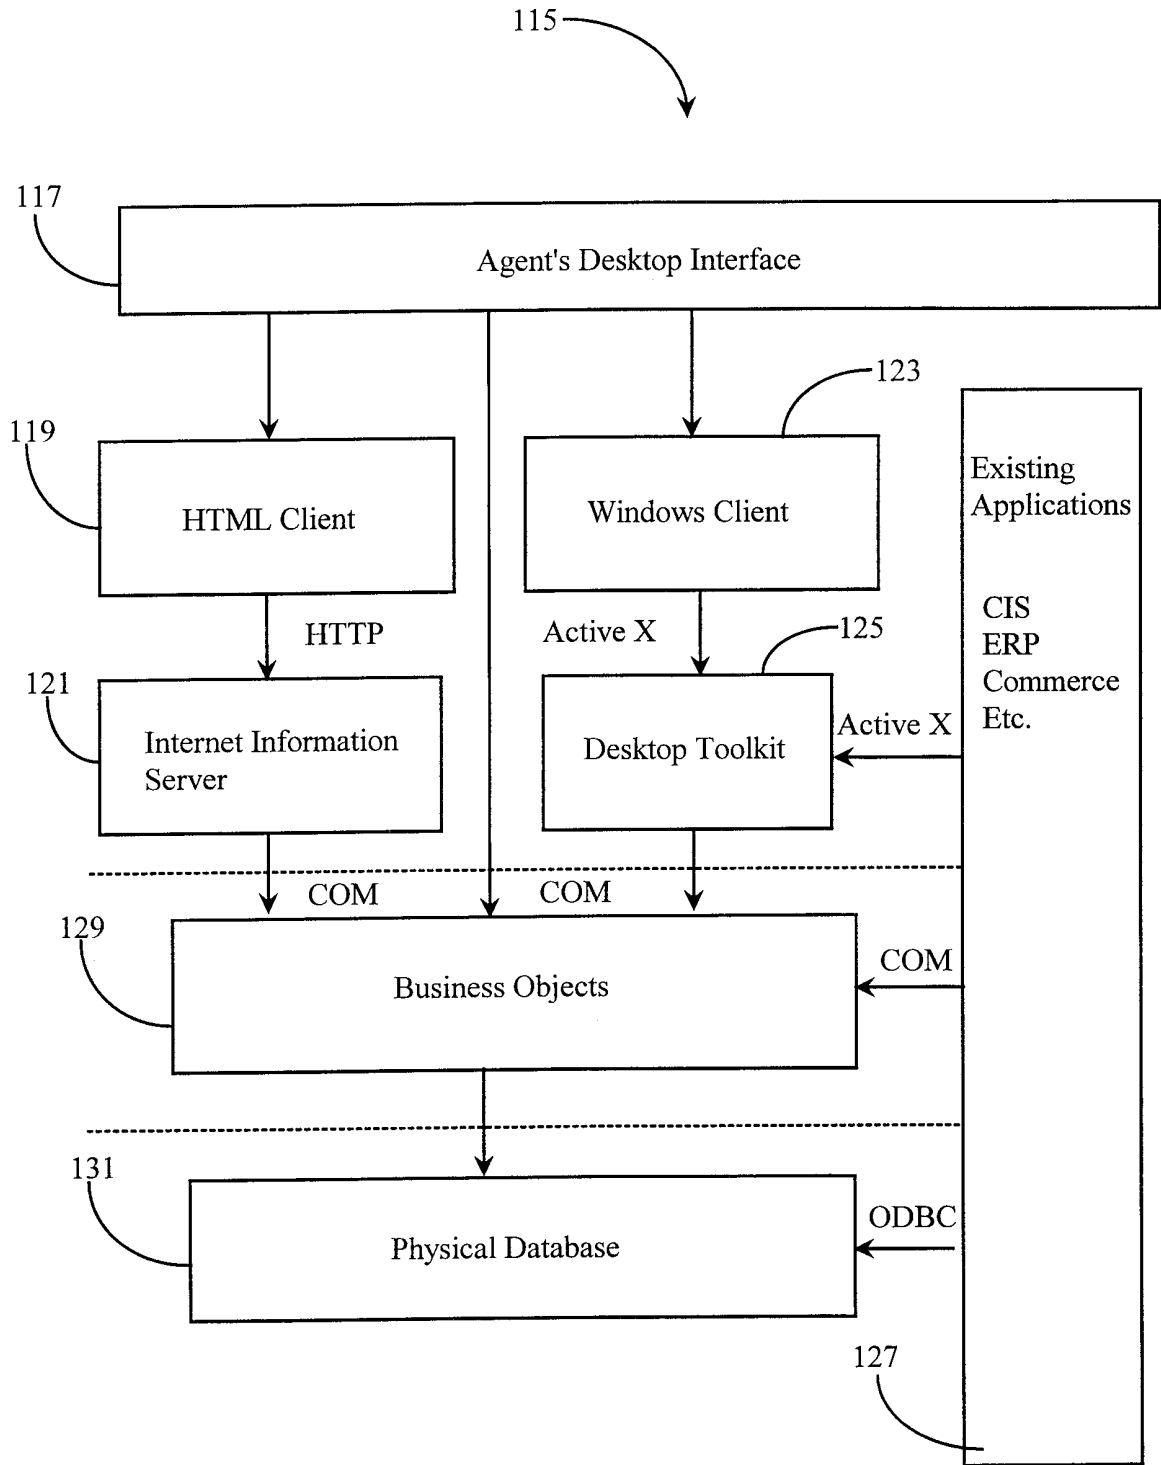 115
117
Agent's Desktop Interface
123
119
HTML Client
Windows Client
Existing
Applications
CIS
ERP
Commerce
Etc.
HTTP
Active X
125
121
Internet Information
Server
Desktop Toolkit
Active X
COM
COM
129
Business Objects
COM
131
Physical Database
ODBC
127